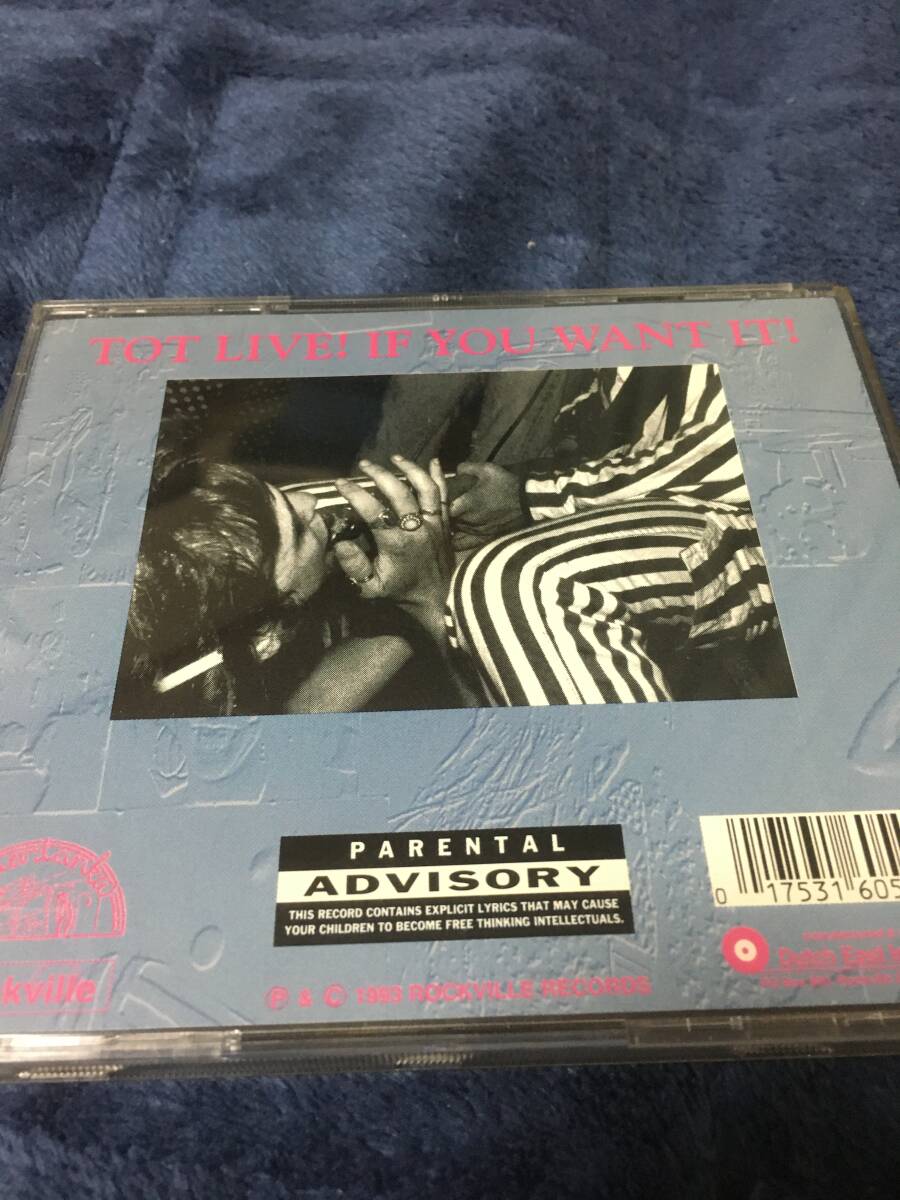 TOT LIVE! IF YOU WANT IT!
PARENTAL
ADVISORY
THIS RECORD CONTAINS EXPLICIT LYRICS THAT MAY CAUSE
YOUR CHILDREN TO BECOME FREE THINKING INTELLECTUALS.
0 17531 605
Dutch East
kville
℗ & © 1993 ROCKVILLE RECORDS